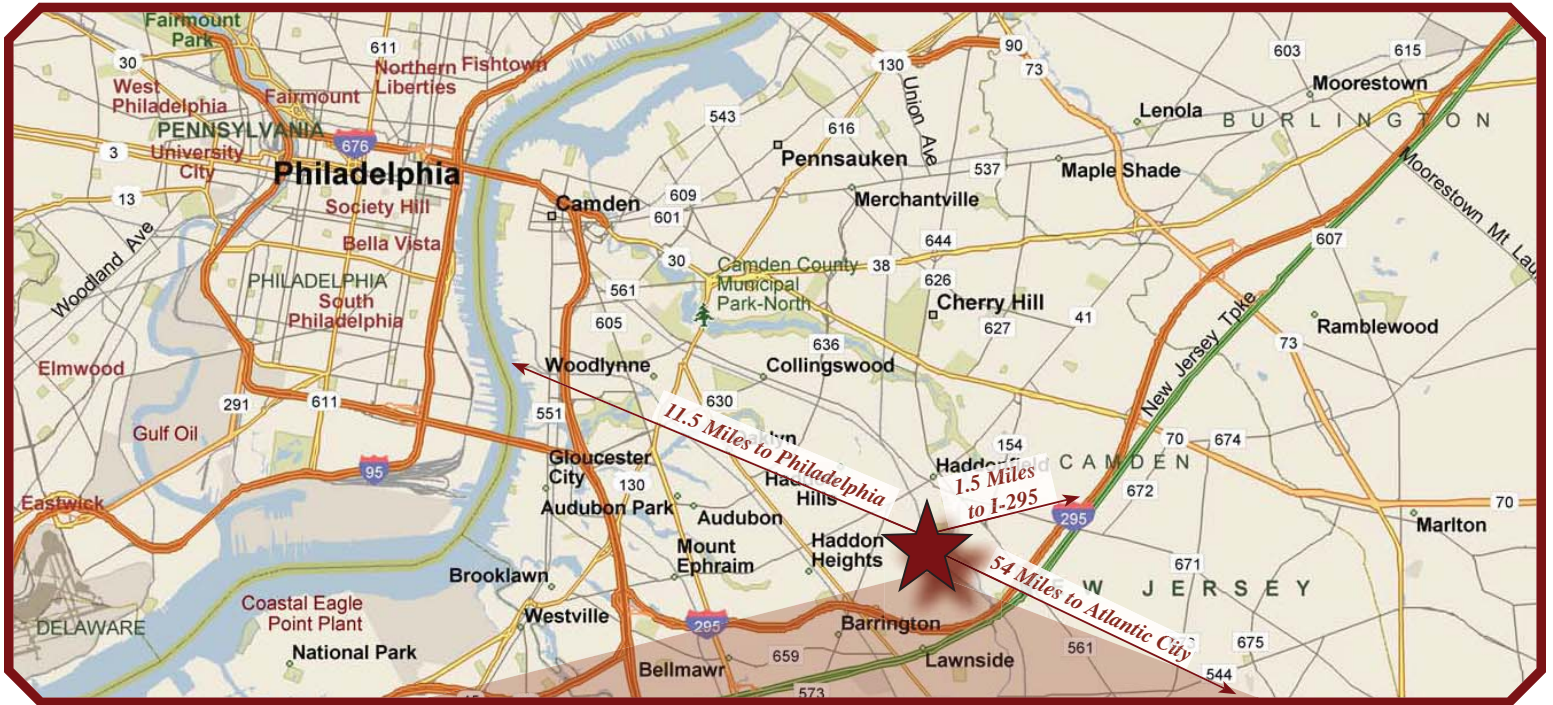 Fairmount
Park
611
90
603
615
30
Northern
Liberties
Fishtown
130
73
Moorestown
West
Philadelphia
Fairmount
Union Ave
Lenola
BURLINGTON
543
616
PENNSYLVANIA
676
3
University
City
Pennsauken
537
Maple Shade
Moorestown Mt Lau
Philadelphia
13
609
Merchantville
Camden
601
Society Hill
Woodland Ave
Bella Vista
644
607
30
Camden County
Municipal
Park-North
38
PHILADELPHIA
626
561
South
Philadelphia
Cherry Hill
605
627
41
New Jersey Tpke
Ramblewood
636
73
Elmwood
Woodlynne
Collingswood
291
611
551
630
11.5 Miles to Philadelphia
Gulf Oil
154
70
674
Gloucester
City
95
Haddonfield
CAMDEN
1.5 Miles
to I-295
130
Hills
672
Eastwick
Audubon Park
Audubon
295
70
Marlton
Haddon
Heights
Mount
Ephraim
671
54 Miles to Atlantic City
Brooklawn
W JERSEY
Coastal Eagle
Point Plant
Westville
295
Barrington
DELAWARE
675
561
National Park
Bellmawr
659
Lawnside
544
573